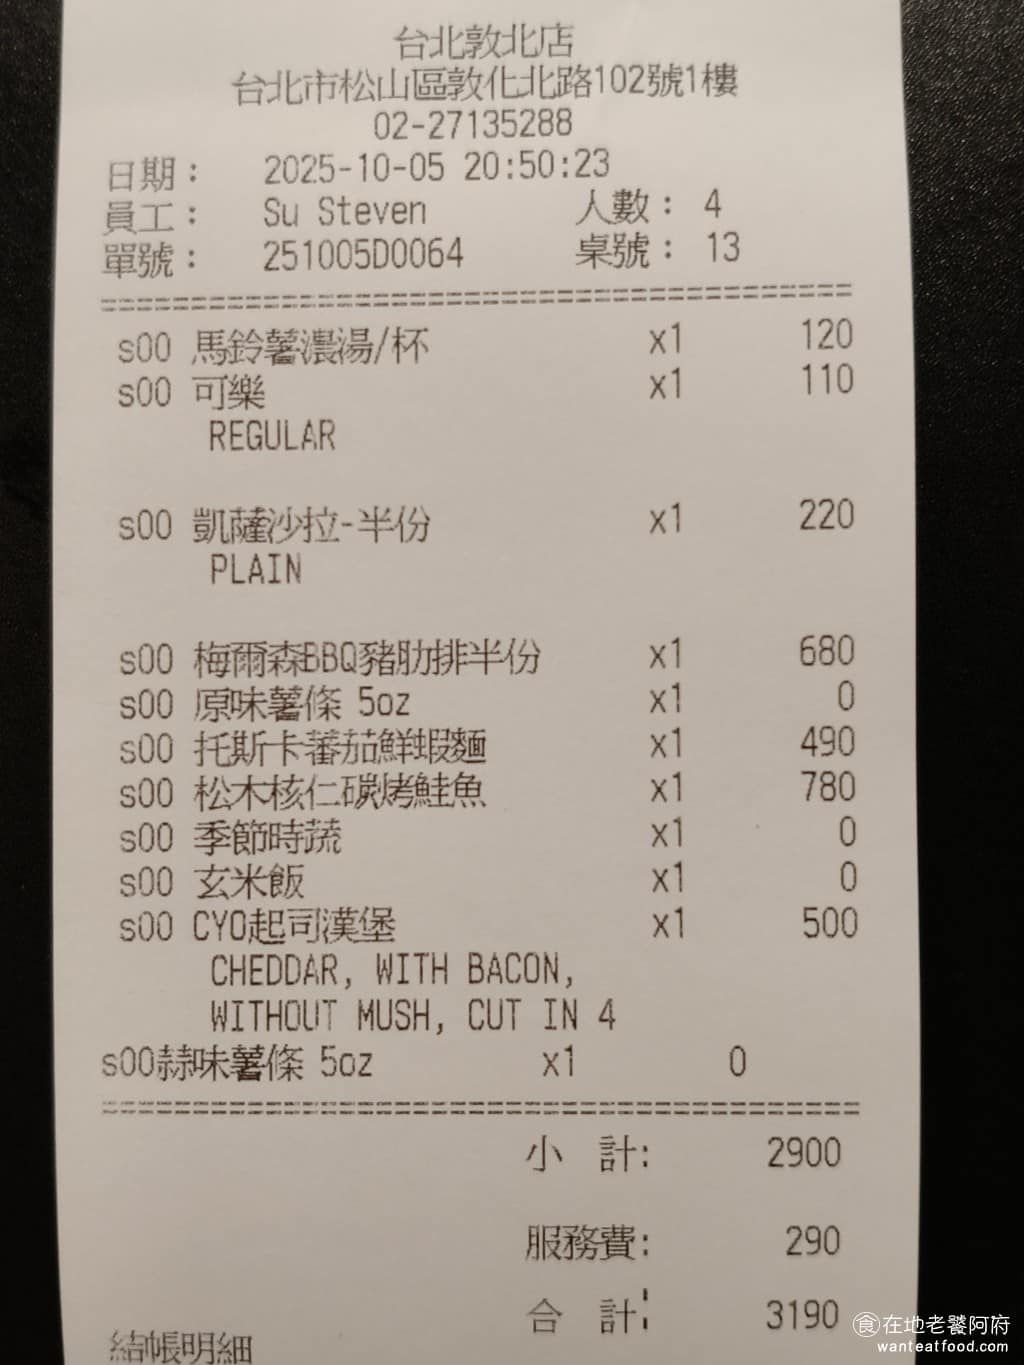 台北敦北店
台北市松山區敦化北路102號1樓
02-27135288
日期： 2025-10-05 20:50:23
員工： Su Steven 人數： 4
單號： 251005D0064 桌號： 13
s00 馬鈴薯濃湯/杯 x1 120
s00 可樂 x1 110
REGULAR
s00 凱薩沙拉-半份 x1 220
PLAIN
s00 梅爾森BBQ豬肋排半份 x1 680
s00 原味薯條 5oz x1 0
s00 托斯卡蕃茄鮮蝦麵 x1 490
s00 松木核仁碳烤鮭魚 x1 780
s00 季節時蔬 x1 0
s00 玄米飯 x1 0
s00 CYO起司漢堡 x1 500
CHEDDAR, WITH BACON,
WITHOUT MUSH, CUT IN 4
s00蒜味薯條 5oz x1 0
小 計: 2900
服務費: 290
合 計: 3190
結帳明細
食在地老饕阿府
wanteatfood.com